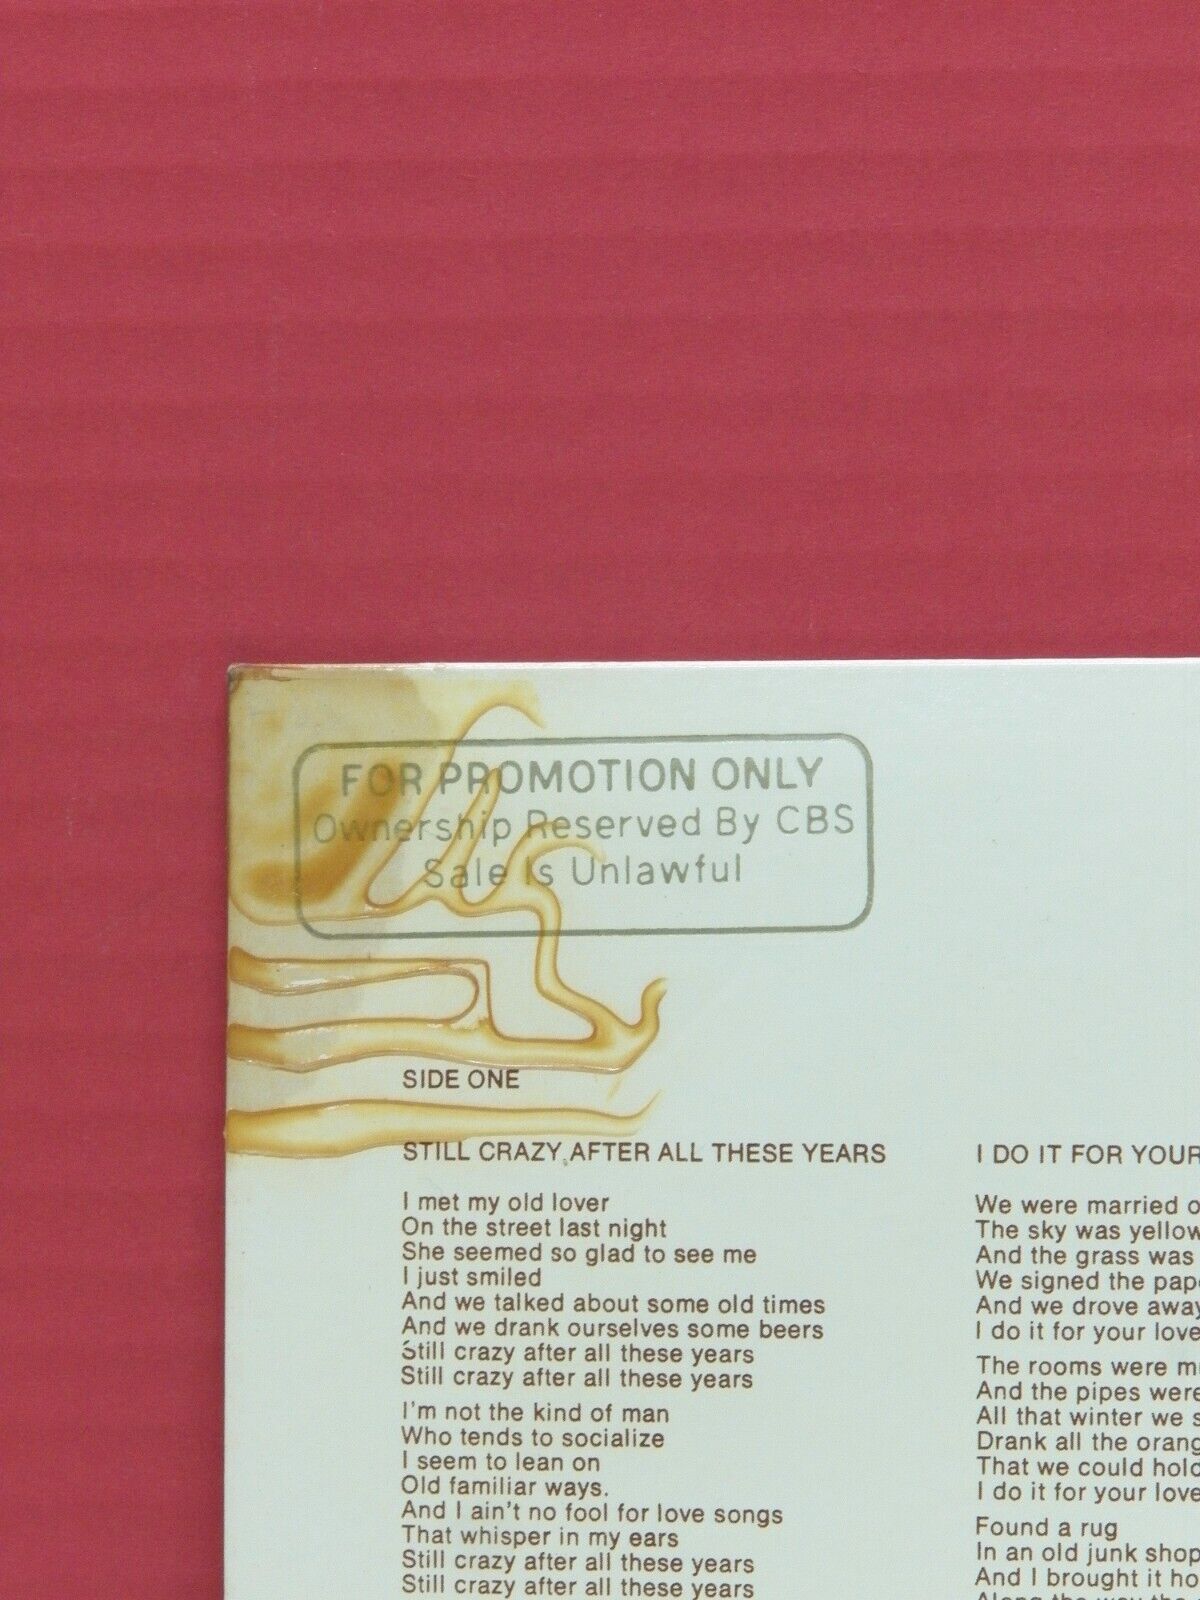 FOR PROMOTION ONLY
Ownership Reserved By CBS
Sale Is Unlawful
SIDE ONE
STILL CRAZY AFTER ALL THESE YEARS
I met my old lover
On the street last night
She seemed so glad to see me
I just smiled
And we talked about some old times
And we drank ourselves some beers
Still crazy after all these years
Still crazy after all these years
I'm not the kind of man
Who tends to socialize
I seem to lean on
Old familiar ways.
And I ain't no fool for love songs
That whisper in my ears
Still crazy after all these years
Still crazy after all these years
I DO IT FOR YOUR
We were married
The sky was yellow
And the grass was
We signed the
And we drove away
I do it for your love
The rooms were
And the pipes were
All that winter we
Drank all the
That we could hold
I do it for your love
Found a rug
In an old junk shop
And I brought it